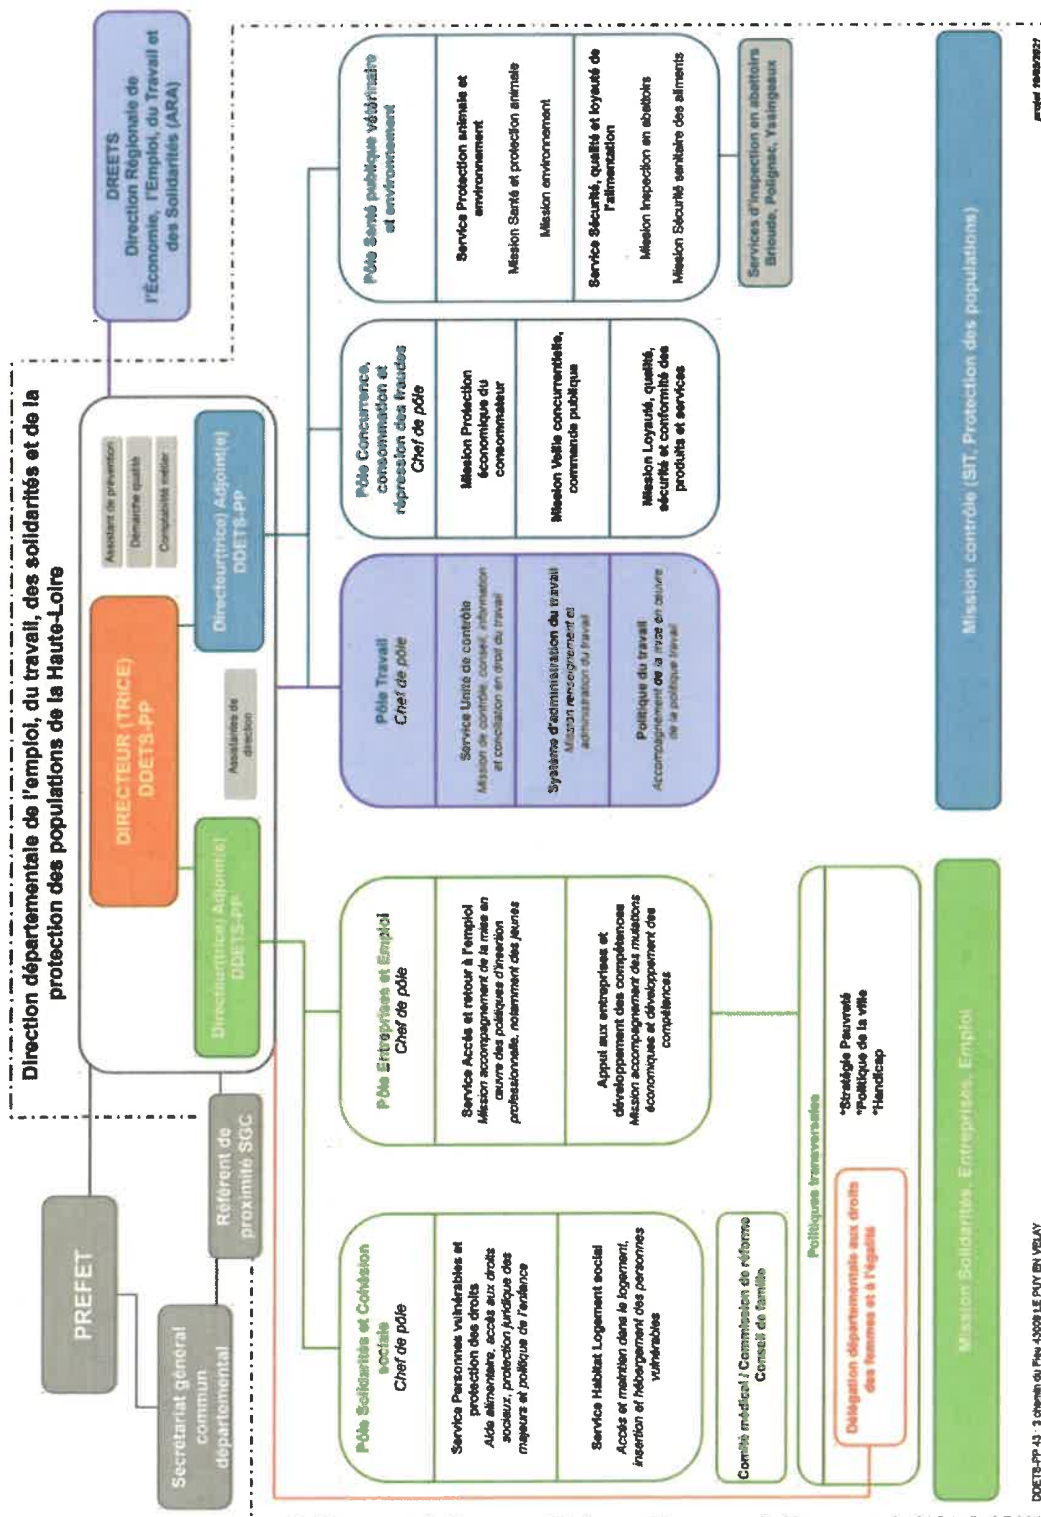 Direction départementale de l'emploi, du travail, des solidarités et de la
protection des populations de la Haute-Loire
PREFET
Secrétariat général
commun
départemental
Référent de
proximité SGC
DIRECTEUR (TRICE)
DDETS-PP
Assistant de prévention
Démarche qualité
Comptabilité métier
Directeur(trice) Adjoint(e)
DDETS-PP
Assistantes de
direction
Directeur(trice) Adjoint(e)
DDETS-PP
DREETS
Direction Régionale de
l'Économie, l'Emploi, du Travail et
des Solidarités (ARA)
Pôle Solidarités et Cohésion
sociale
Chef de pôle
Service Personnes vulnérables et
protection des droits
Aide alimentaire, accès aux droits
sociaux, protection juridique des
majeurs et politique de l'enfance
Service Habitat Logement social
Accès et maintien dans le logement,
insertion et hébergement des personnes
vulnérables
Comité médical / Commission de réforme
Conseil de famille
Pôle Entreprises et Emploi
Chef de pôle
Service Accès et retour à l'emploi
Mission accompagnement de la mise en
œuvre des politiques d'insertion
professionnelle, notamment des jeunes
Appui aux entreprises et
développement des compétences
Mission accompagnement des mutations
économiques et développement des
compétences
Politiques transversales
Délégation départementale aux droits
des femmes et à l'égalité
*Stratégie Pauvreté
*Politique de la ville
*Handicap
Pôle Travail
Chef de pôle
Service Unité de contrôle
Mission de contrôle, conseil, information
et conciliation en droit du travail
Système d'administration du travail
Mission renseignement et
administration du travail
Politique du travail
Accompagnement de la mise en œuvre
de la politique travail
Pôle Concurrence,
consommation et
répression des fraudes
Chef de pôle
Mission Protection
économique du
consommateur
Mission Veille concurrentielle,
commande publique
Mission Loyauté, qualité,
sécurité et conformité des
produits et services
Pôle Santé publique vétérinaire
et environnement
Service Protection animale et
environnement
Mission Santé et protection animale
Mission environnement
Service Sécurité, qualité et loyauté de
l'alimentation
Mission Inspection en abattoirs
Mission Sécurité sanitaire des aliments
Services d'inspection en abattoirs
Brioude, Polignac, Yssingeaux
Mission Solidarités, Entreprises, Emploi
Mission contrôle (SIT, Protection des populations)
DDETS-PP 43 - 3 chemin du Fieu 43009 LE PUY EN VELAY
projet